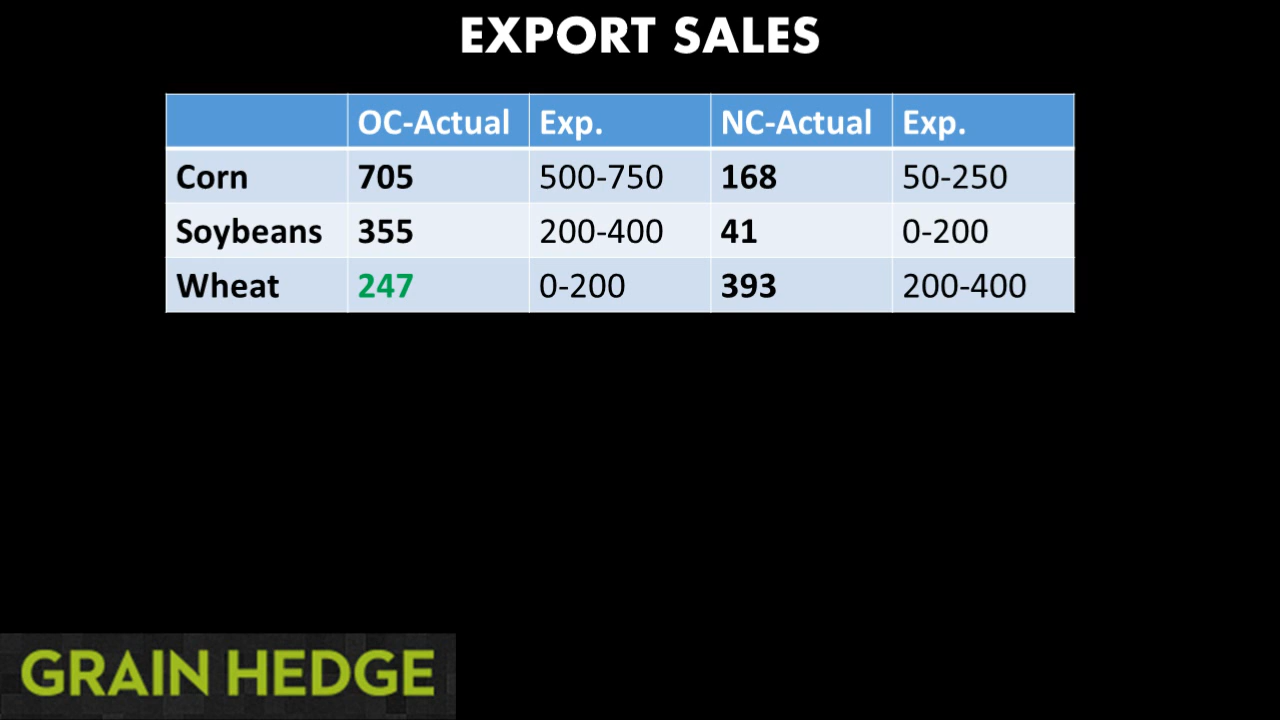 EXPORT SALES
OC-Actual Exp. NC-Actual Exp.
Corn 705 500-750 168 50-250
Soybeans 355 200-400 41 0-200
Wheat 247 0-200 393 200-400
GRAIN HEDGE